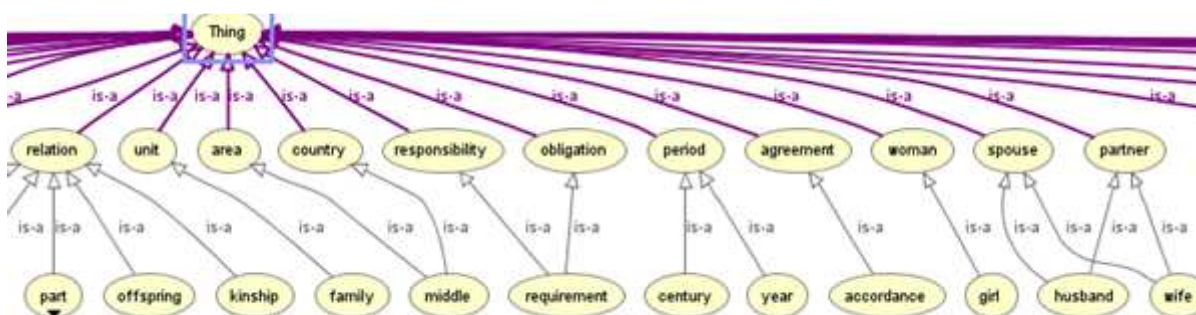 Thing
-a is-a is-a is-a is-a is-a is-a is-a is-a is-a is-a is-a is-a is-a
relation unit area country responsibility obligation period agreement woman spouse partner
is-a is-a is-a is-a is-a is-a is-a is-a is-a is-a is-a is-a is-a is-a is-a is-a
part offspring kinship family middle requirement century year accordance girl husband wife